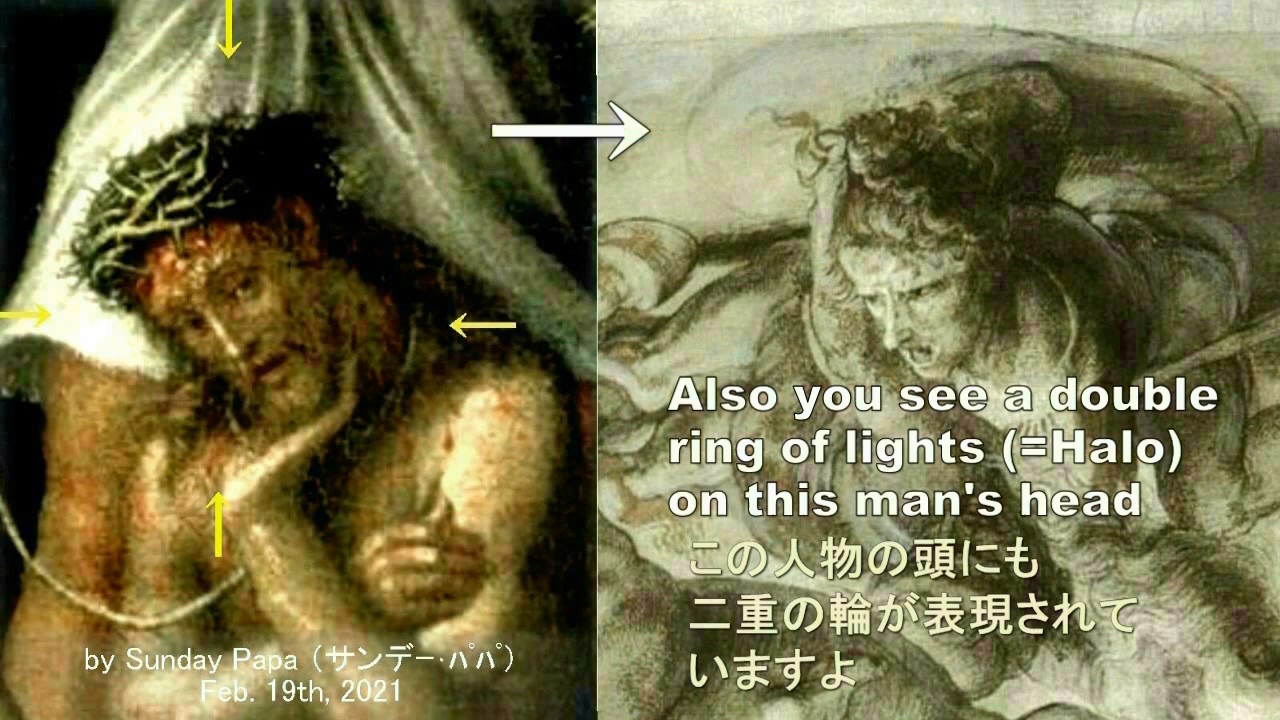 Also you see a double
ring of lights (=Halo)
on this man's head
この人物の頭にも
二重の輪が表現されて
いますよ
by Sunday Papa (サンデー・パパ)
Feb. 19th, 2021